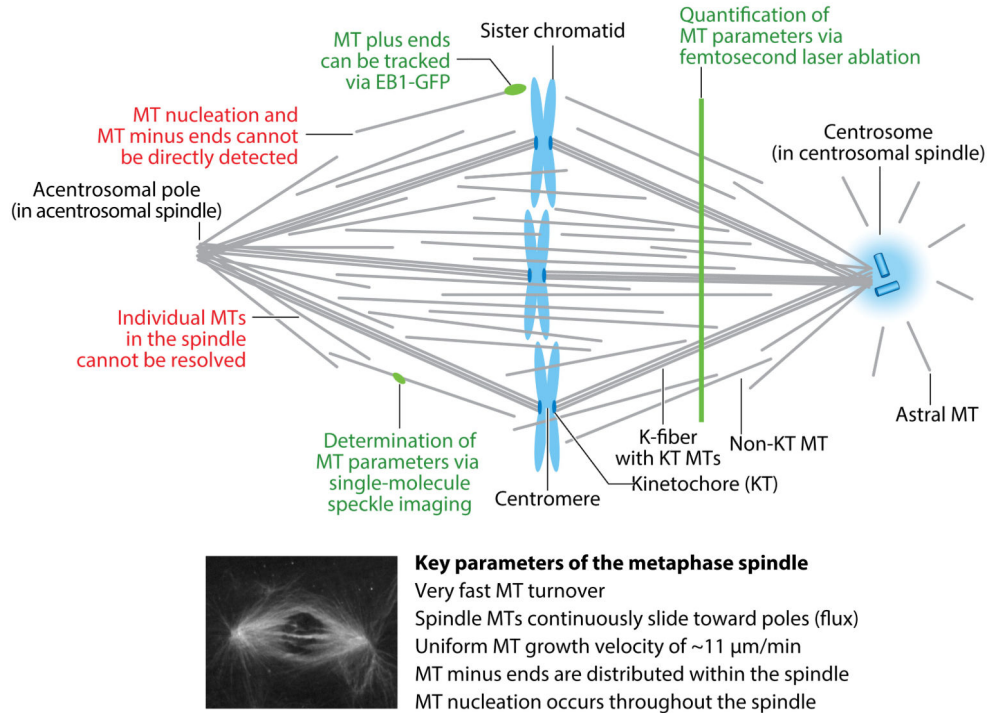 MT plus ends
can be tracked
via EB1-GFP
Sister chromatid
Quantification of
MT parameters via
femtosecond laser ablation
MT nucleation and
MT minus ends cannot
be directly detected
Centrosome
(in centrosomal spindle)
Acentrosomal pole
(in acentrosomal spindle)
Individual MTs
in the spindle
cannot be resolved
Astral MT
Determination of
MT parameters via
single-molecule
speckle imaging
K-fiber
with KT MTs
Non-KT MT
Kinetochore (KT)
Centromere
Key parameters of the metaphase spindle
Very fast MT turnover
Spindle MTs continuously slide toward poles (flux)
Uniform MT growth velocity of ~11 μm/min
MT minus ends are distributed within the spindle
MT nucleation occurs throughout the spindle